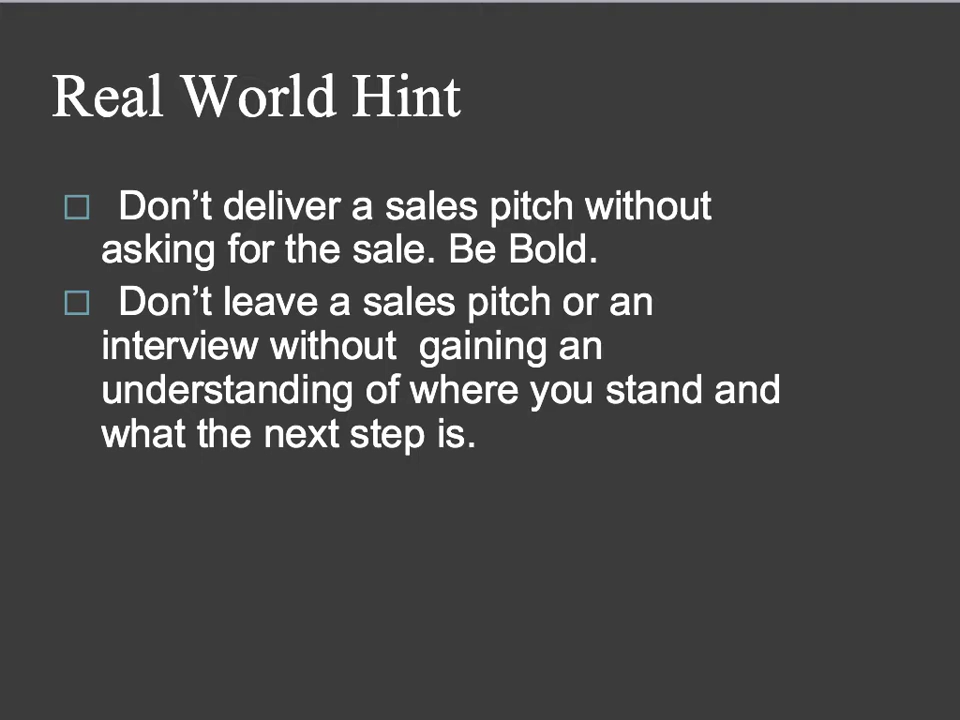 Real World Hint
Don’t deliver a sales pitch without
asking for the sale. Be Bold.
Don’t leave a sales pitch or an
interview without  gaining an
understanding of where you stand and
what the next step is.